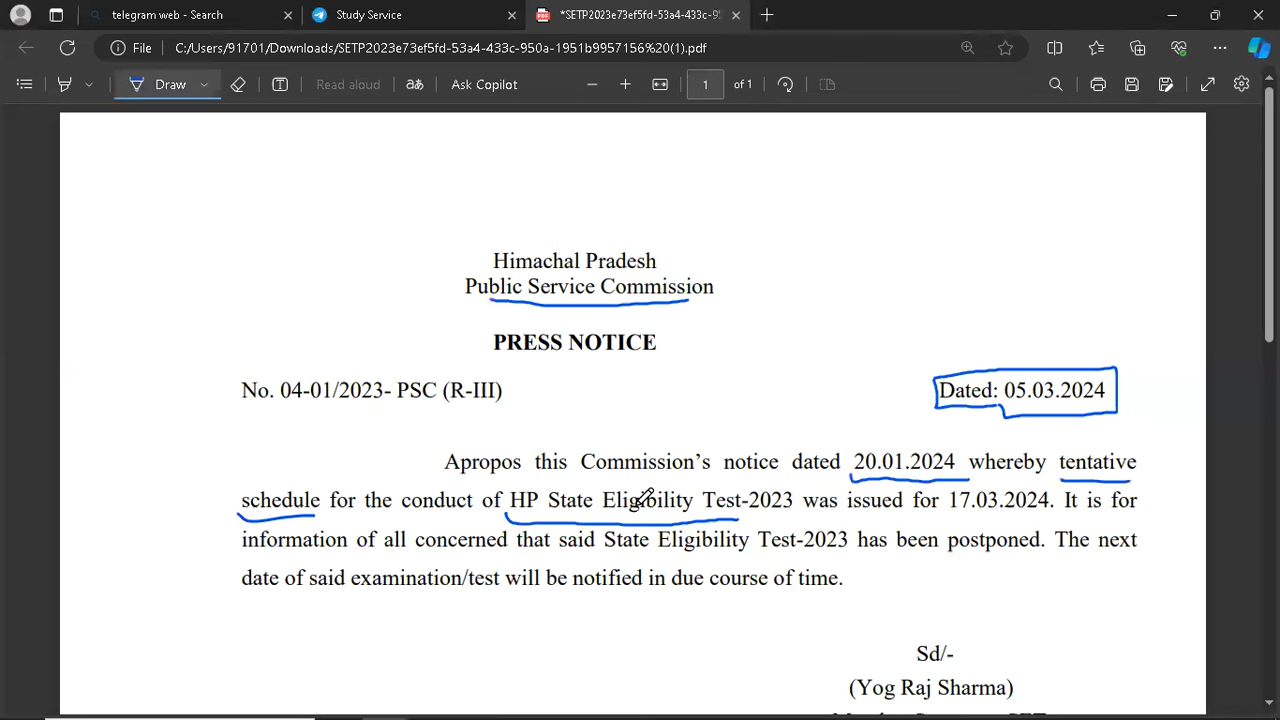 telegram web - Search
Study Service
*SETP2023e73ef5fd-53a4-433c-95
File
C:/Users/91701/Downloads/SETP2023e73ef5fd-53a4-433c-950a-1951b9957156%20(1).pdf
Draw
Read aloud
Ask Copilot
1
of 1
Himachal Pradesh
Public Service Commission
PRESS NOTICE
No. 04-01/2023- PSC (R-III)
Dated: 05.03.2024
Apropos this Commission's notice dated 20.01.2024 whereby tentative
schedule for the conduct of HP State Eligibility Test-2023 was issued for 17.03.2024. It is for
information of all concerned that said State Eligibility Test-2023 has been postponed. The next
date of said examination/test will be notified in due course of time.
Sd/-
(Yog Raj Sharma)